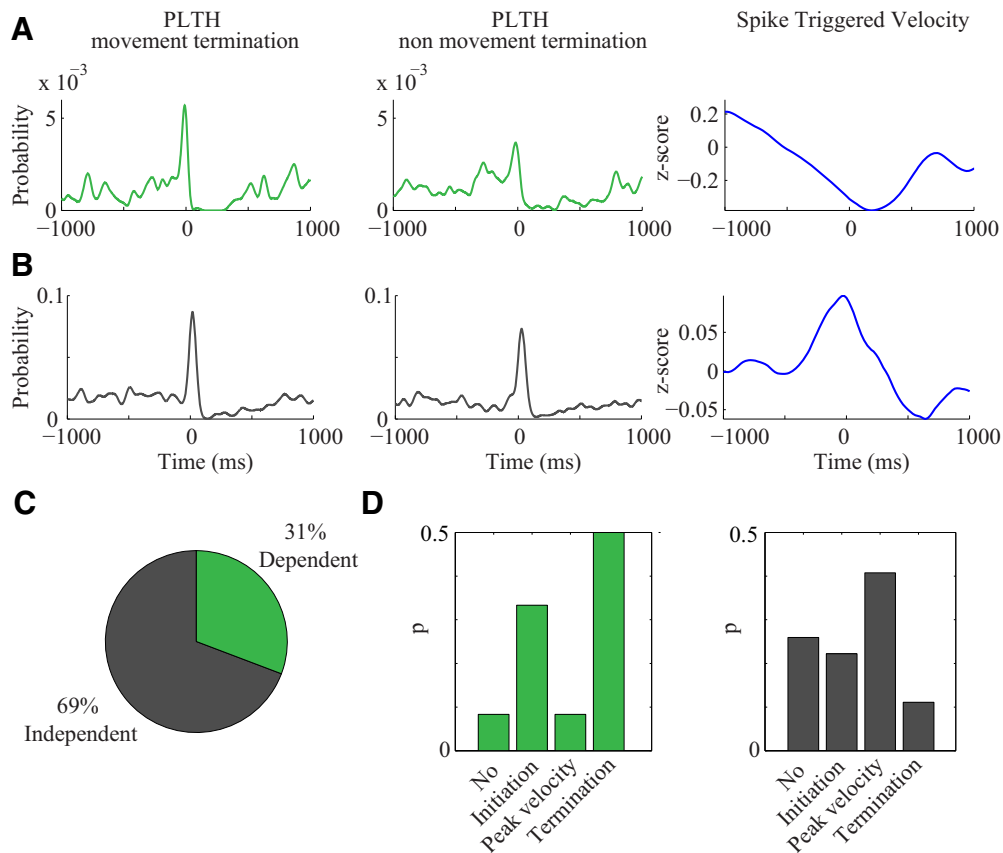 A
PLTH
movement termination
PLTH
non movement termination
Spike Triggered Velocity
x 10⁻³
5
0
Probability
−1000
0
1000
x 10⁻³
5
0
−1000
0
1000
0.2
0
−0.2
z-score
−1000
0
1000
B
0.1
0
Probability
−1000
0
1000
Time (ms)
0.1
0
−1000
0
1000
Time (ms)
0.05
0
−0.05
z-score
−1000
0
1000
Time (ms)
C
31%
Dependent
69%
Independent
D
0.5
p
0
No
Initiation
Peak velocity
Termination
0.5
p
0
No
Initiation
Peak velocity
Termination